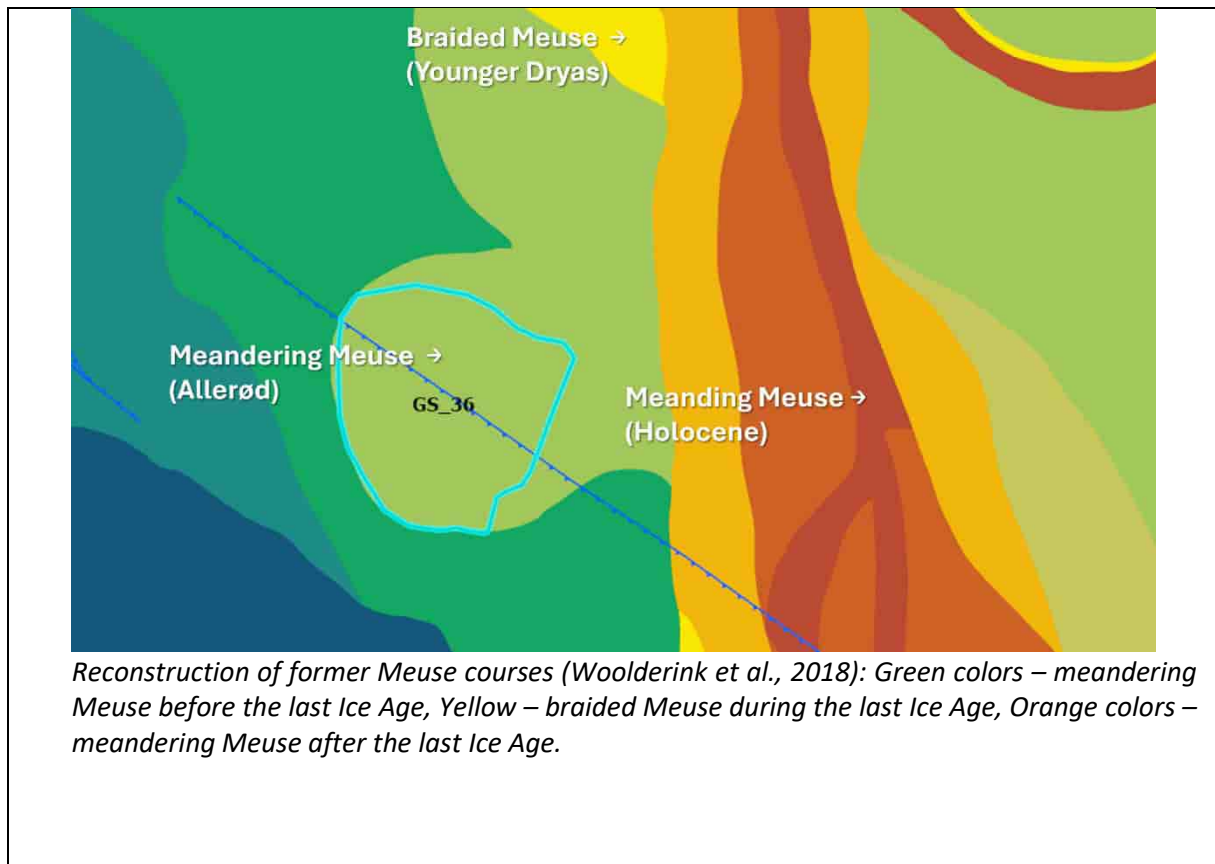 Braided Meuse →
(Younger Dryas)
Meandering Meuse →
(Allerød)
GS_36
Meanding Meuse →
(Holocene)
Reconstruction of former Meuse courses (Woolderink et al., 2018): Green colors – meandering
Meuse before the last Ice Age, Yellow – braided Meuse during the last Ice Age, Orange colors –
meandering Meuse after the last Ice Age.